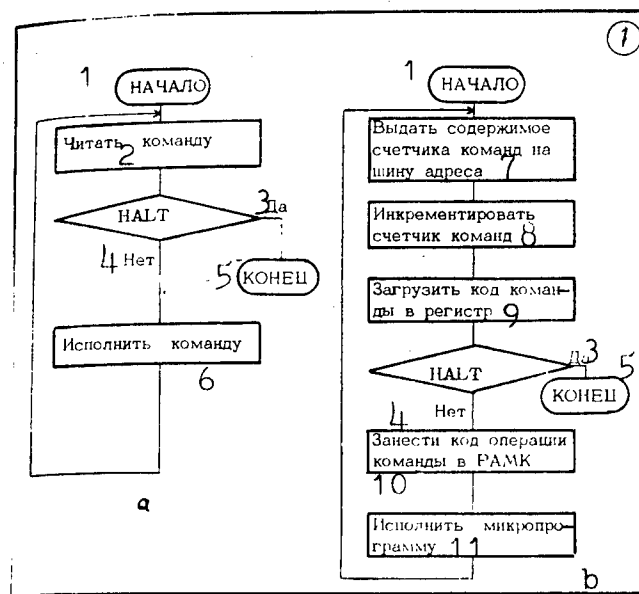 1
1
НАЧАЛО
Читать команду
2
HALT
3
Да
4
Нет
5
КОНЕЦ
Исполнить команду
6
a
1
НАЧАЛО
Выдать содержимое
счетчика команд на
шину адреса
7
Инкрементировать
счетчик команд
8
Загрузить код коман-
ды в регистр
9
HALT
Да
3
5
КОНЕЦ
Нет
4
Занести код операции
команды в РАМК
10
Исполнить микропро-
грамму
11
b